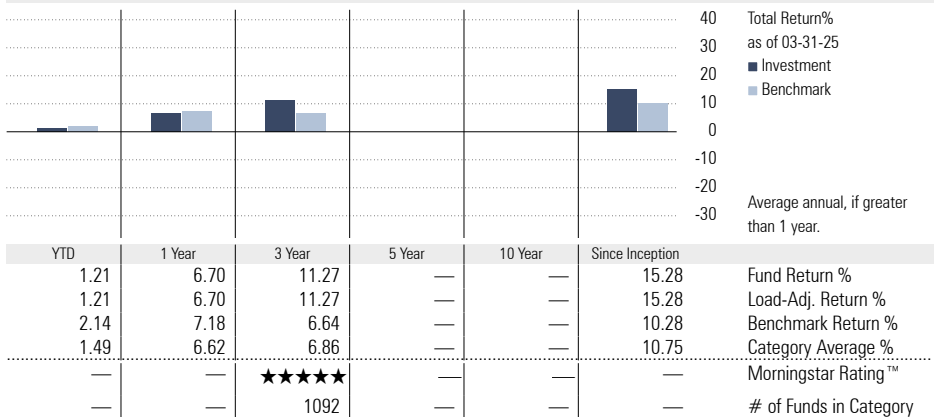 40 Total Return%
30 as of 03-31-25
20 ■ Investment
10 ■ Benchmark
0
-10
-20
-30
Average annual, if greater
than 1 year.
YTD 1 Year 3 Year 5 Year 10 Year Since Inception
1.21 6.70 11.27 — — 15.28 Fund Return %
1.21 6.70 11.27 — — 15.28 Load-Adj. Return %
2.14 7.18 6.64 — — 10.28 Benchmark Return %
1.49 6.62 6.86 — — 10.75 Category Average %
— — ★★★★★ — — — Morningstar Rating™
— — 1092 — — — # of Funds in Category